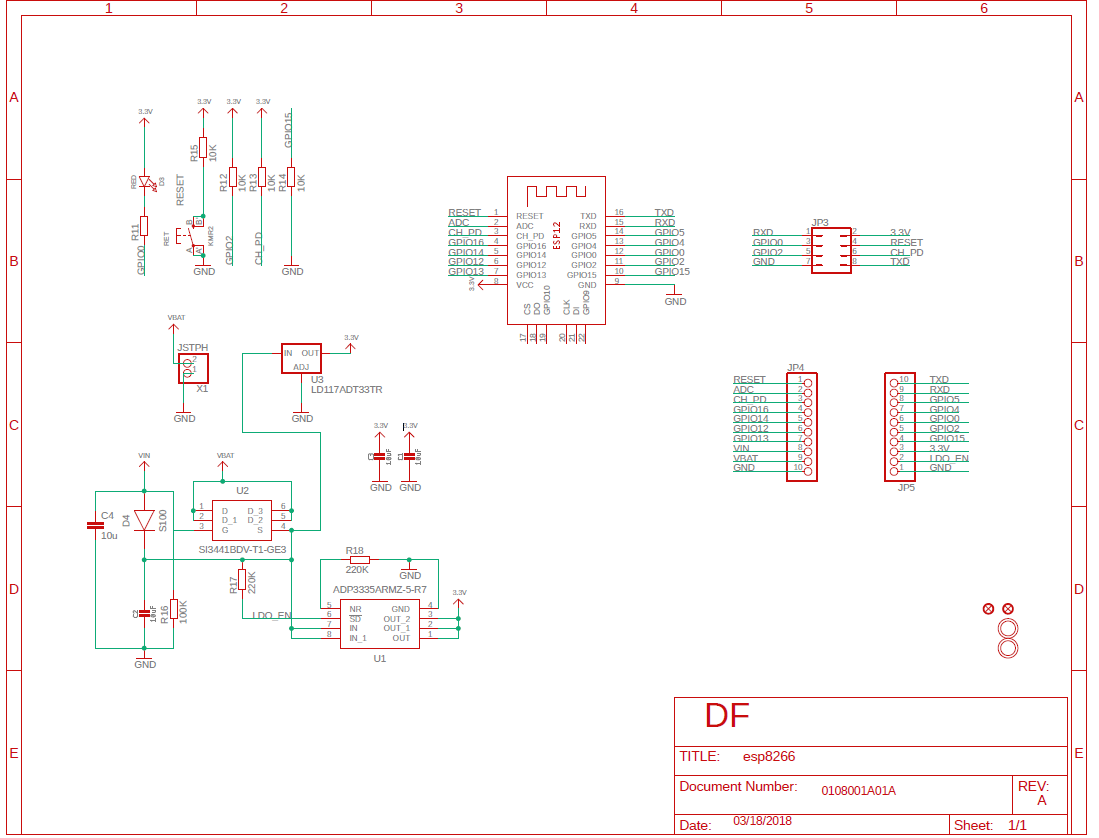 1 2 3 4 5 6
A A
B B
C C
D D
E E
3.3V
RED
D3
R11
GPIO0
3.3V
R15
10K
RESET
RET
KMR2
B B'
A A'
GND
3.3V
R12
10K
GPIO2
3.3V
R13
10K
CH_PD
GPIO15
R14
10K
GND
RESET 1 RESET
ADC 2 ADC
CH_PD 3 CH_PD
GPIO16 4 GPIO16
GPIO14 5 GPIO14
GPIO12 6 GPIO12
GPIO13 7 GPIO13
3.3V 8 VCC
ESP12
TXD 16 TXD
RXD 15 RXD
GPIO5 14 GPIO5
GPIO4 13 GPIO4
GPIO0 12 GPIO0
GPIO2 11 GPIO2
GPIO15 10 GPIO15
GND 9
GND
CS DO GPIO10 CLK DI GPIO9
17 18 19 20 21 22
JP3
RXD 1 2 3.3V
GPIO0 3 4 RESET
GPIO2 5 6 CH_PD
GND 7 8 TXD
VBAT
JSTPH
2
1
X1
GND
IN OUT
ADJ
3.3V
U3
LD117ADT33TR
GND
JP4
RESET 1
ADC 2
CH_PD 3
GPIO16 4
GPIO14 5
GPIO12 6
GPIO13 7
VIN 8
VBAT 9
GND 10
10 TXD
9 RXD
8 GPIO5
7 GPIO4
6 GPIO0
5 GPIO2
4 GPIO15
3 3.3V
2 LDO_EN
1 GND
JP5
3.3V 3.3V
C3 10uF C1 10uF
GND GND
VIN
C4
10u
D4
S100
C2
10uF
R16
100K
GND
VBAT
U2
1 D D_3 6
2 D_1 D_2 5
3 G S 4
SI3441BDV-T1-GE3
R17
220K
LDO_EN
R18
220K
GND
ADP3335ARMZ-5-R7
5 NR GND 4
6 SD OUT_2 3
7 IN OUT_1 2
8 IN_1 OUT 1
U1
3.3V
DF
TITLE: esp8266
Document Number: 0108001A01A
REV: A
Date: 03/18/2018
Sheet: 1/1